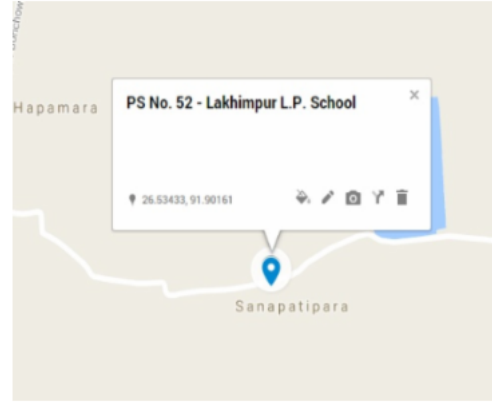 Hapamara
PS No. 52 - Lakhimpur L.P. School
×
26.53433, 91.90161
Sanapatipara